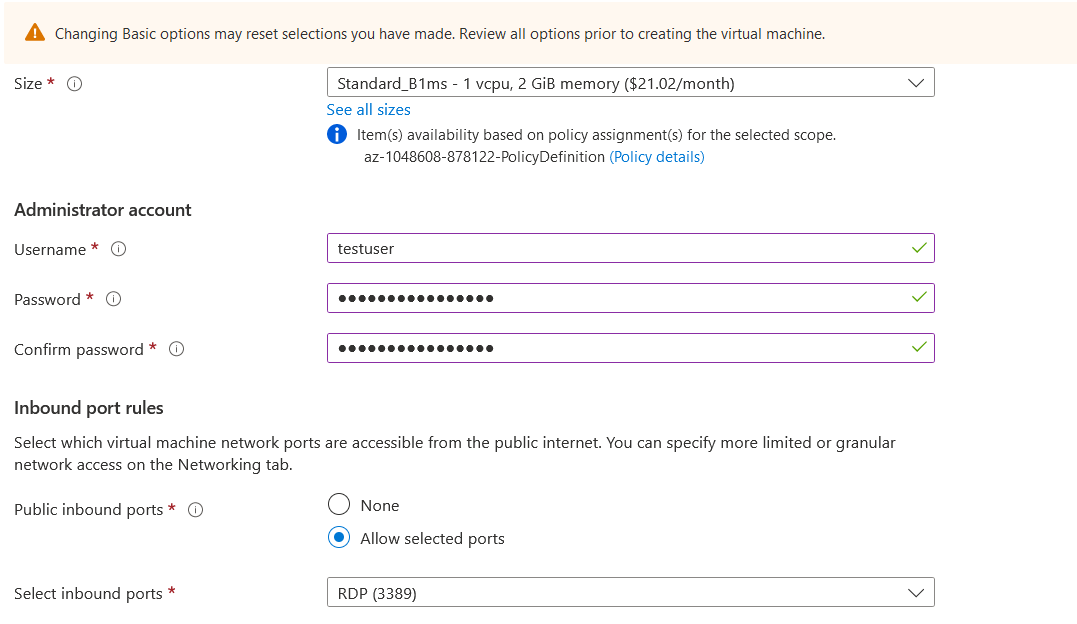 Changing Basic options may reset selections you have made. Review all options prior to creating the virtual machine.
Size *
Standard_B1ms - 1 vcpu, 2 GiB memory ($21.02/month)
See all sizes
Item(s) availability based on policy assignment(s) for the selected scope.
az-1048608-878122-PolicyDefinition (Policy details)
Administrator account
Username *
testuser
Password *
●●●●●●●●●●●●●●●●
Confirm password *
●●●●●●●●●●●●●●●●
Inbound port rules
Select which virtual machine network ports are accessible from the public internet. You can specify more limited or granular
network access on the Networking tab.
Public inbound ports *
None
Allow selected ports
Select inbound ports *
RDP (3389)